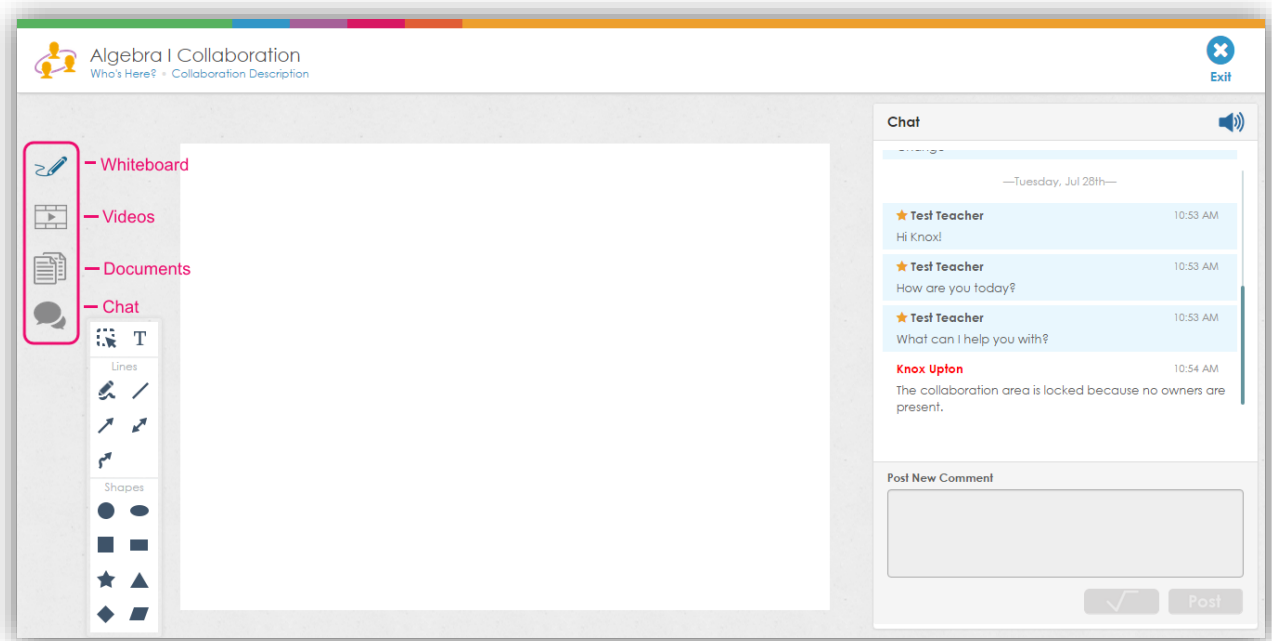 Algebra I Collaboration
Who's Here? • Collaboration Description
Exit
Whiteboard
Videos
Documents
Chat
T
Lines
Shapes
Chat
—Tuesday, Jul 28th—
Test Teacher 10:53 AM
Hi Knox!
Test Teacher 10:53 AM
How are you today?
Test Teacher 10:53 AM
What can I help you with?
Knox Upton 10:54 AM
The collaboration area is locked because no owners are
present.
Post New Comment
Post